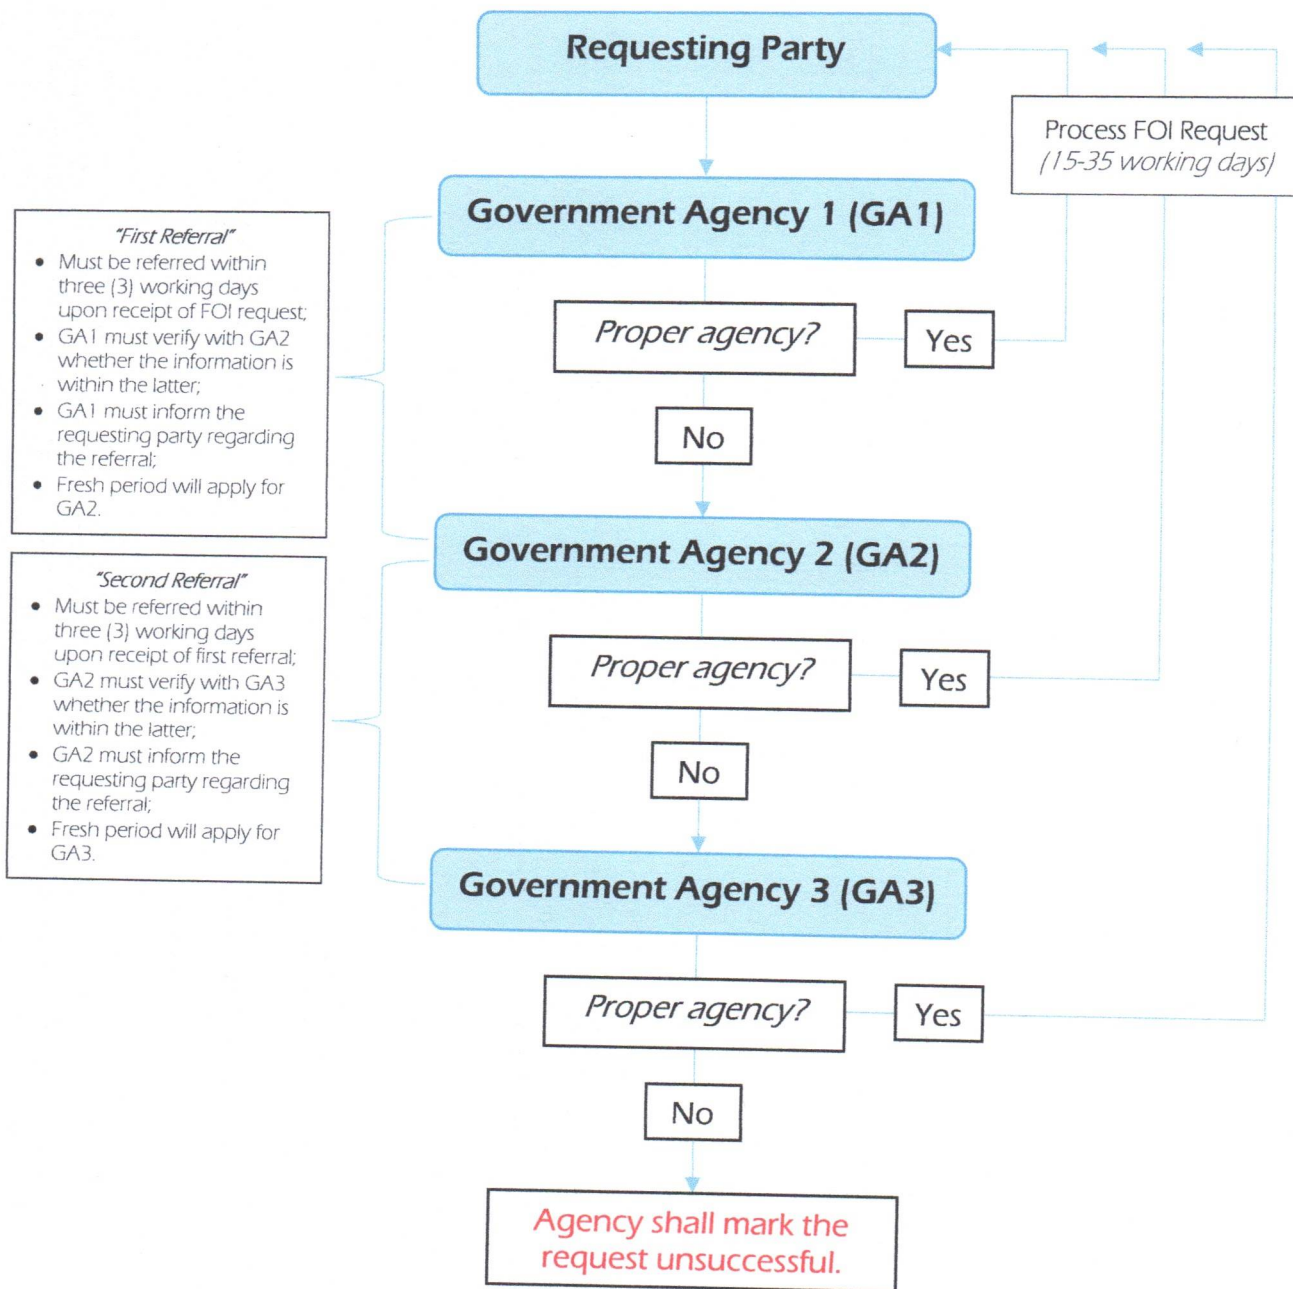 Requesting Party
Process FOI Request
(15-35 working days)
Government Agency 1 (GA1)
"First Referral"
• Must be referred within
three (3) working days
upon receipt of FOI request;
• GA1 must verify with GA2
whether the information is
within the latter;
• GA1 must inform the
requesting party regarding
the referral;
• Fresh period will apply for
GA2.
Proper agency?
Yes
No
Government Agency 2 (GA2)
"Second Referral"
• Must be referred within
three (3) working days
upon receipt of first referral;
• GA2 must verify with GA3
whether the information is
within the latter;
• GA2 must inform the
requesting party regarding
the referral;
• Fresh period will apply for
GA3.
Proper agency?
Yes
No
Government Agency 3 (GA3)
Proper agency?
Yes
No
Agency shall mark the
request unsuccessful.